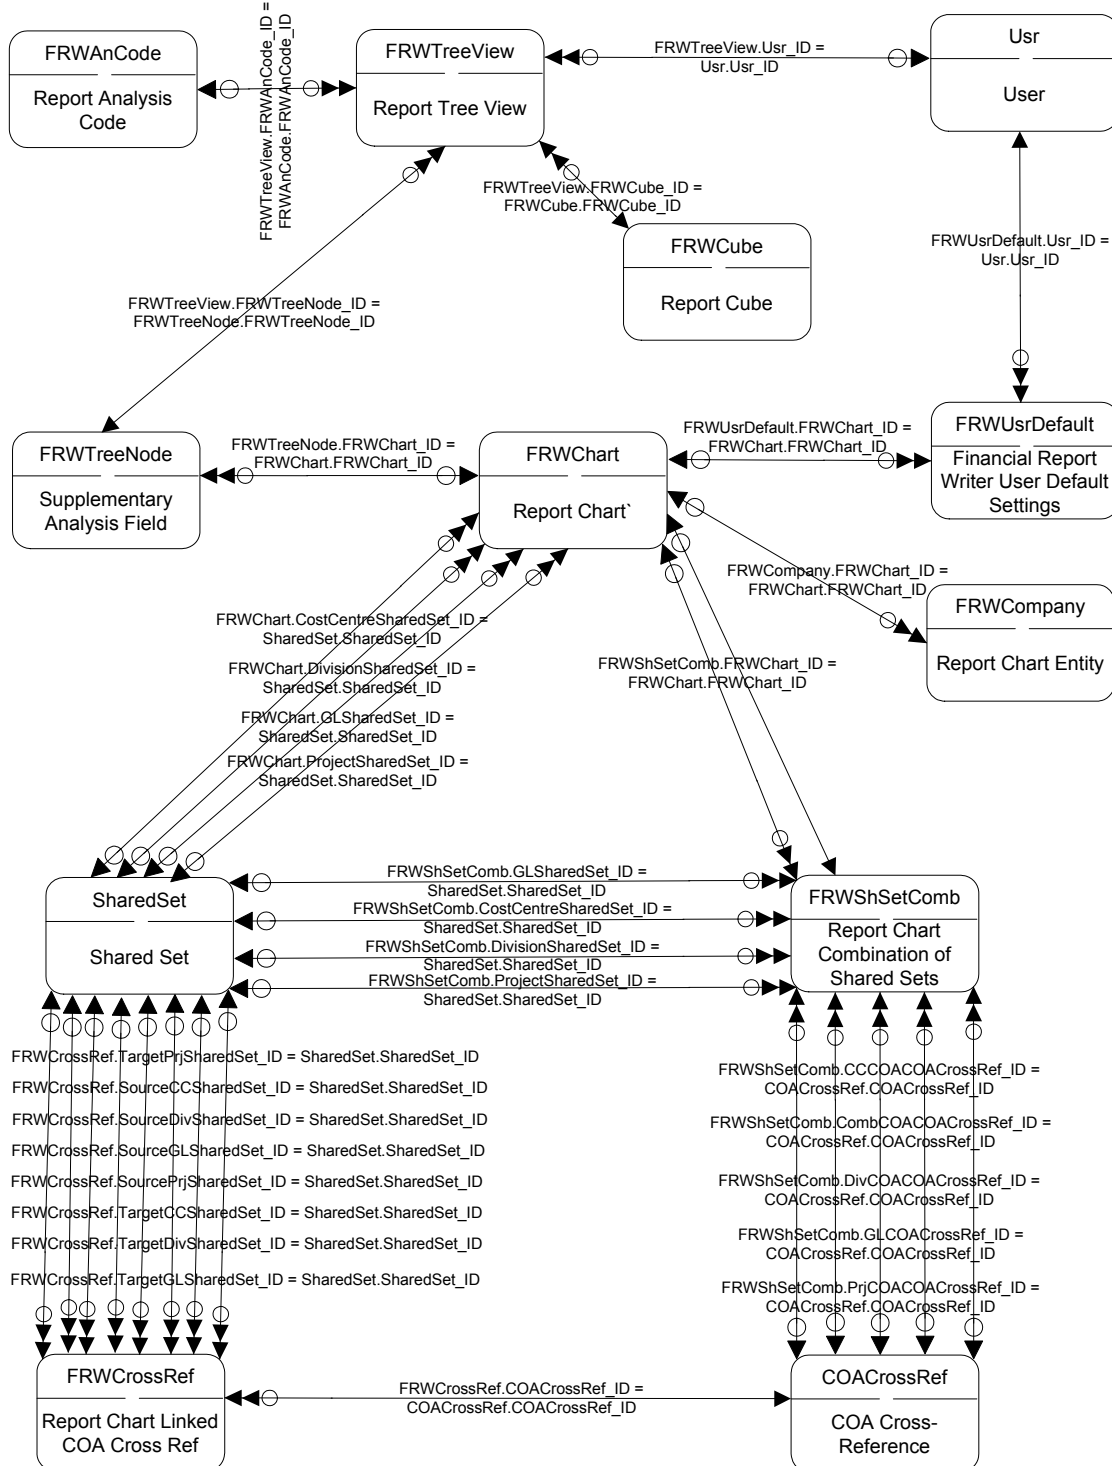 FRWAnCode
Report Analysis
Code
FRWTreeView.FRWAnCode_ID =
FRWAnCode.FRWAnCode_ID
FRWTreeView
Report Tree View
FRWTreeView.Usr_ID =
Usr.Usr_ID
Usr
User
FRWTreeView.FRWCube_ID =
FRWCube.FRWCube_ID
FRWCube
Report Cube
FRWUsrDefault.Usr_ID =
Usr.Usr_ID
FRWTreeView.FRWTreeNode_ID =
FRWTreeNode.FRWTreeNode_ID
FRWTreeNode
Supplementary
Analysis Field
FRWTreeNode.FRWChart_ID =
FRWChart.FRWChart_ID
FRWChart
Report Chart`
FRWUsrDefault.FRWChart_ID =
FRWChart.FRWChart_ID
FRWUsrDefault
Financial Report
Writer User Default
Settings
FRWCompany.FRWChart_ID =
FRWChart.FRWChart_ID
FRWCompany
Report Chart Entity
FRWChart.CostCentreSharedSet_ID =
SharedSet.SharedSet_ID
FRWChart.DivisionSharedSet_ID =
SharedSet.SharedSet_ID
FRWChart.GLSharedSet_ID =
SharedSet.SharedSet_ID
FRWChart.ProjectSharedSet_ID =
SharedSet.SharedSet_ID
FRWShSetComb.FRWChart_ID =
FRWChart.FRWChart_ID
SharedSet
Shared Set
FRWShSetComb.GLSharedSet_ID =
SharedSet.SharedSet_ID
FRWShSetComb.CostCentreSharedSet_ID =
SharedSet.SharedSet_ID
FRWShSetComb.DivisionSharedSet_ID =
SharedSet.SharedSet_ID
FRWShSetComb.ProjectSharedSet_ID =
SharedSet.SharedSet_ID
FRWShSetComb
Report Chart
Combination of
Shared Sets
FRWCrossRef.TargetPrjSharedSet_ID = SharedSet.SharedSet_ID
FRWCrossRef.SourceCCSharedSet_ID = SharedSet.SharedSet_ID
FRWCrossRef.SourceDivSharedSet_ID = SharedSet.SharedSet_ID
FRWCrossRef.SourceGLSharedSet_ID = SharedSet.SharedSet_ID
FRWCrossRef.SourcePrjSharedSet_ID = SharedSet.SharedSet_ID
FRWCrossRef.TargetCCSharedSet_ID = SharedSet.SharedSet_ID
FRWCrossRef.TargetDivSharedSet_ID = SharedSet.SharedSet_ID
FRWCrossRef.TargetGLSharedSet_ID = SharedSet.SharedSet_ID
FRWShSetComb.CCCOACOACrossRef_ID =
COACrossRef.COACrossRef_ID
FRWShSetComb.CombCOACOACrossRef_ID =
COACrossRef.COACrossRef_ID
FRWShSetComb.DivCOACOACrossRef_ID =
COACrossRef.COACrossRef_ID
FRWShSetComb.GLCOACrossRef_ID =
COACrossRef.COACrossRef_ID
FRWShSetComb.PrjCOACOACrossRef_ID =
COACrossRef.COACrossRef_ID
FRWCrossRef
Report Chart Linked
COA Cross Ref
FRWCrossRef.COACrossRef_ID =
COACrossRef.COACrossRef_ID
COACrossRef
COA Cross-
Reference